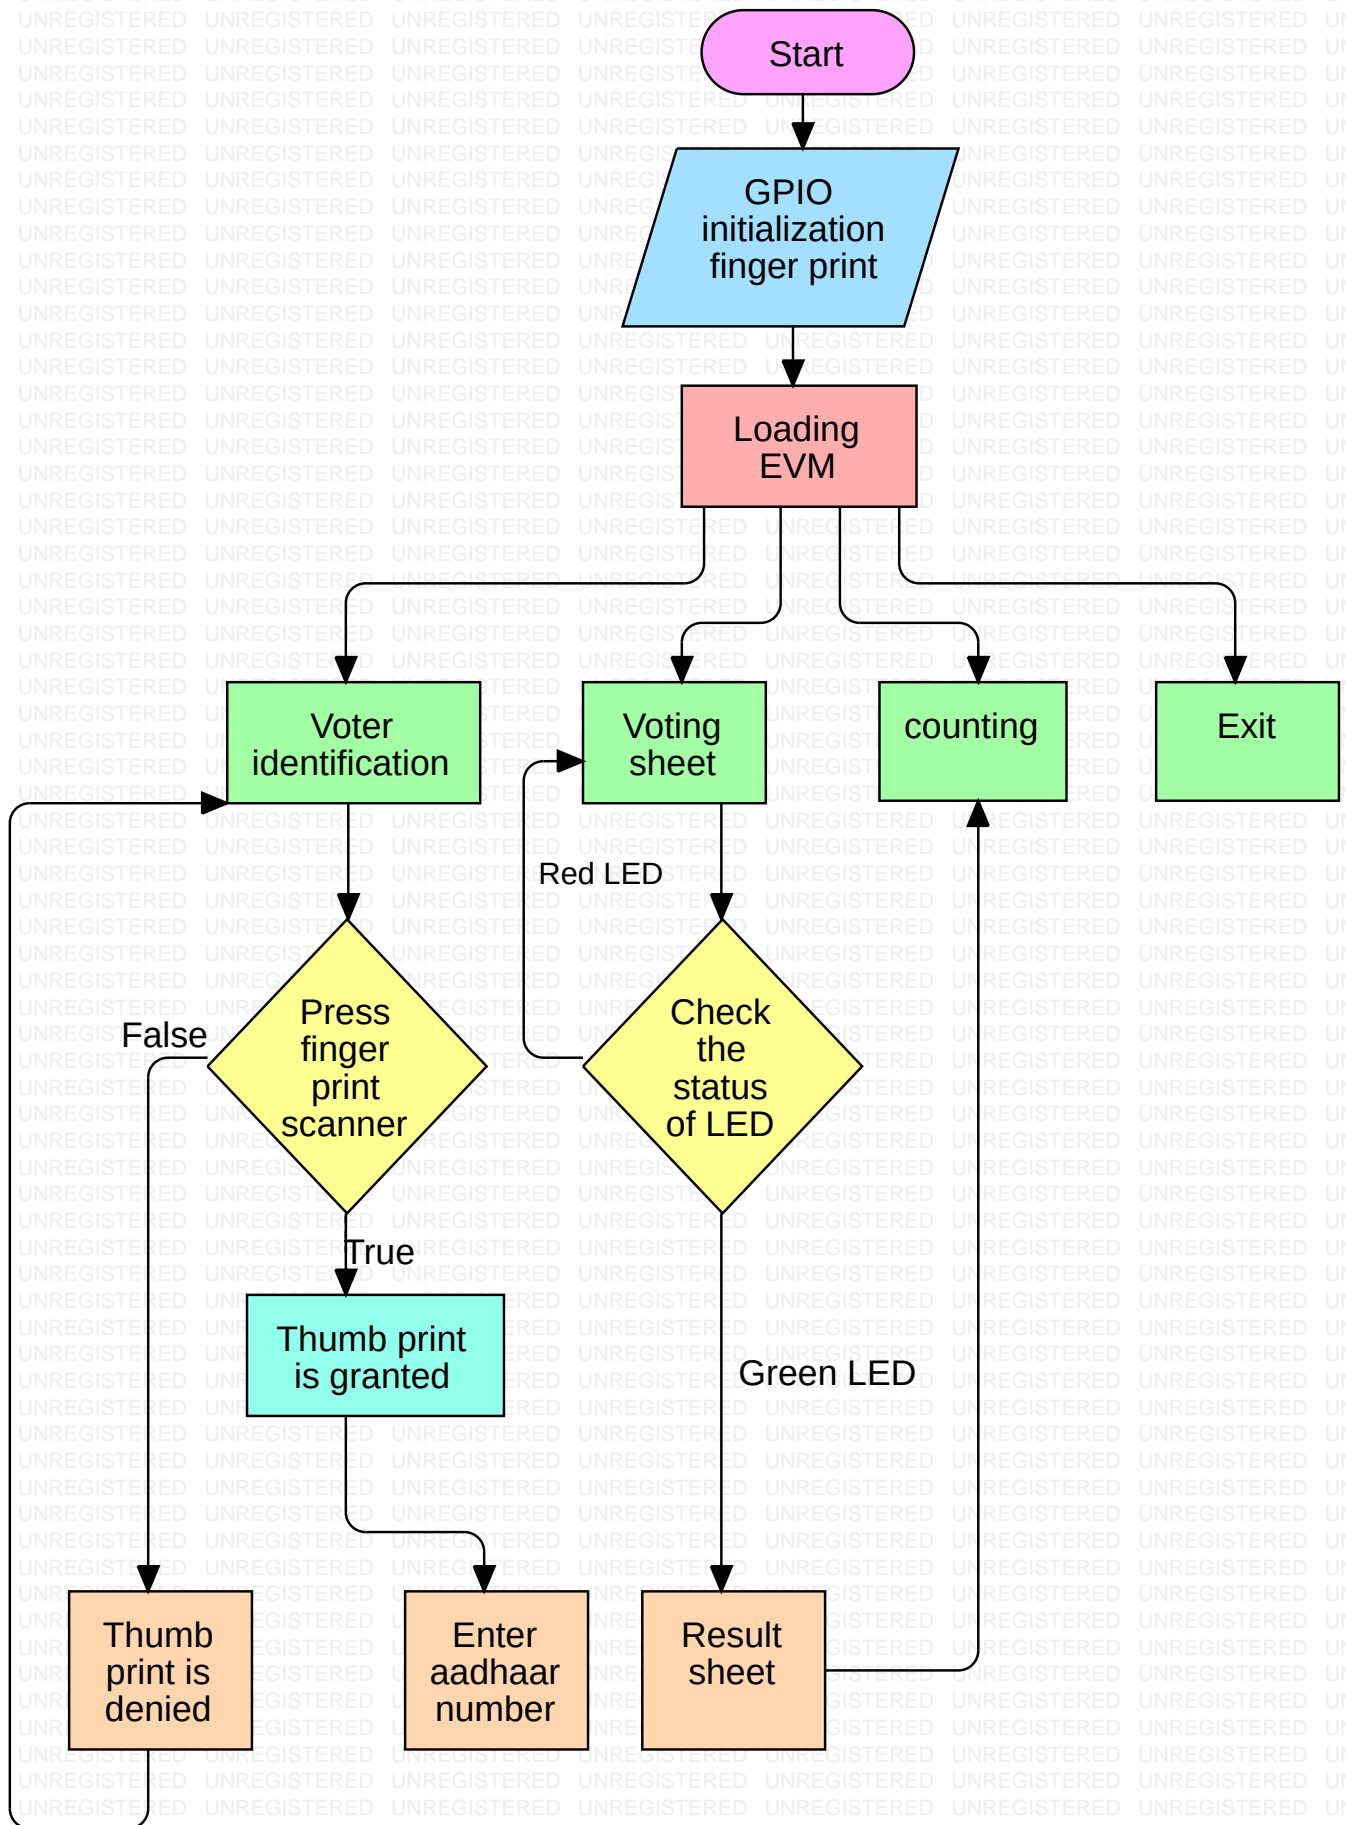 Start
GPIO
initialization
finger print
Loading
EVM
Voter
identification
Voting
sheet
counting
Exit
Red LED
False
Press
finger
print
scanner
Check
the
status
of LED
True
Thumb print
is granted
Green LED
Thumb
print is
denied
Enter
aadhaar
number
Result
sheet
UNREGISTERED